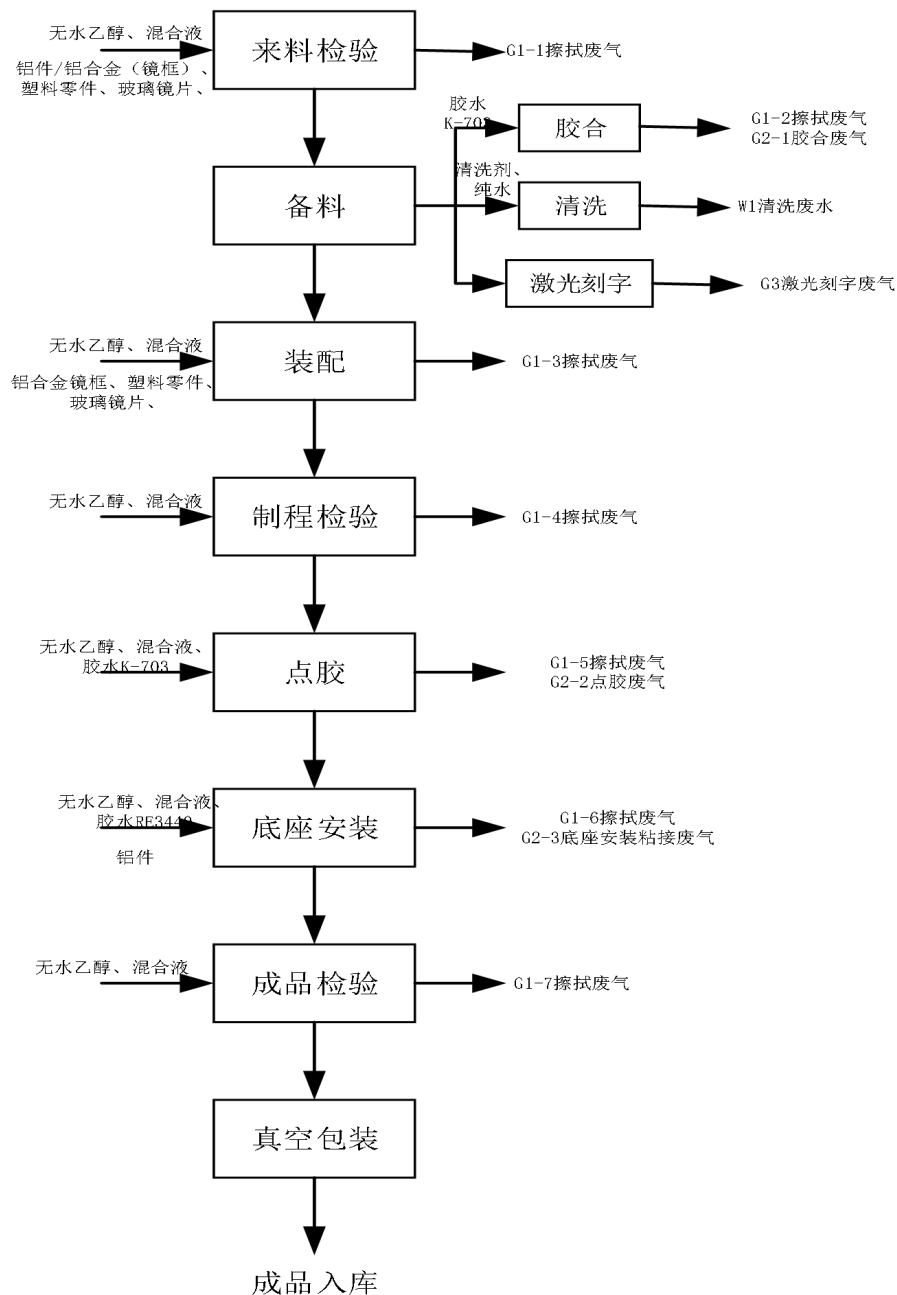 无水乙醇、混合液
来料检验
G1-1擦拭废气
铝件/铝合金（镜框）、
塑料零件、玻璃镜片、
胶水
K-703
胶合
G1-2擦拭废气
G2-1胶合废气
备料
清洗剂、
纯水
清洗
W1清洗废水
激光刻字
G3激光刻字废气
无水乙醇、混合液
装配
G1-3擦拭废气
铝合金镜框、塑料零件、
玻璃镜片、
无水乙醇、混合液
制程检验
G1-4擦拭废气
无水乙醇、混合液、
胶水K-703
点胶
G1-5擦拭废气
G2-2点胶废气
无水乙醇、混合液、
胶水RE3440
底座安装
G1-6擦拭废气
G2-3底座安装粘接废气
铝件
无水乙醇、混合液
成品检验
G1-7擦拭废气
真空包装
成品入库